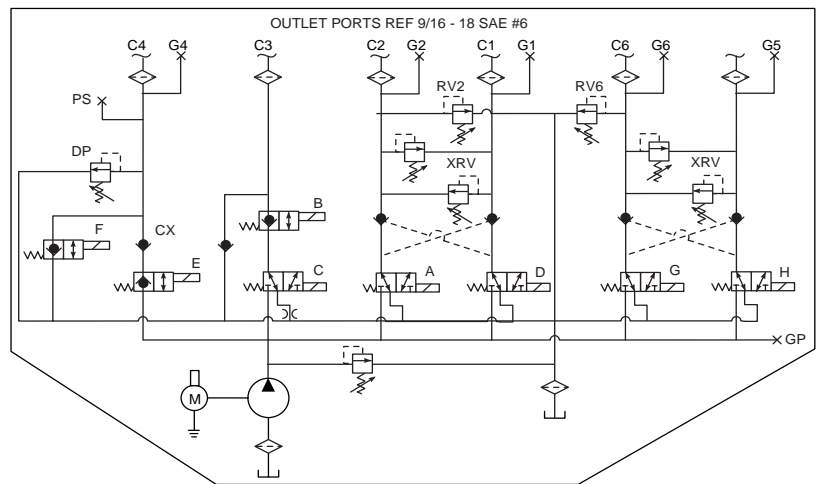 OUTLET PORTS REF 9/16 - 18 SAE #6
C4 G4 C3 C2 G2 C1 G1 C6 G6 G5
PS RV2 RV6
DP XRV XRV
B
F CX
E C A D G H
GP
M